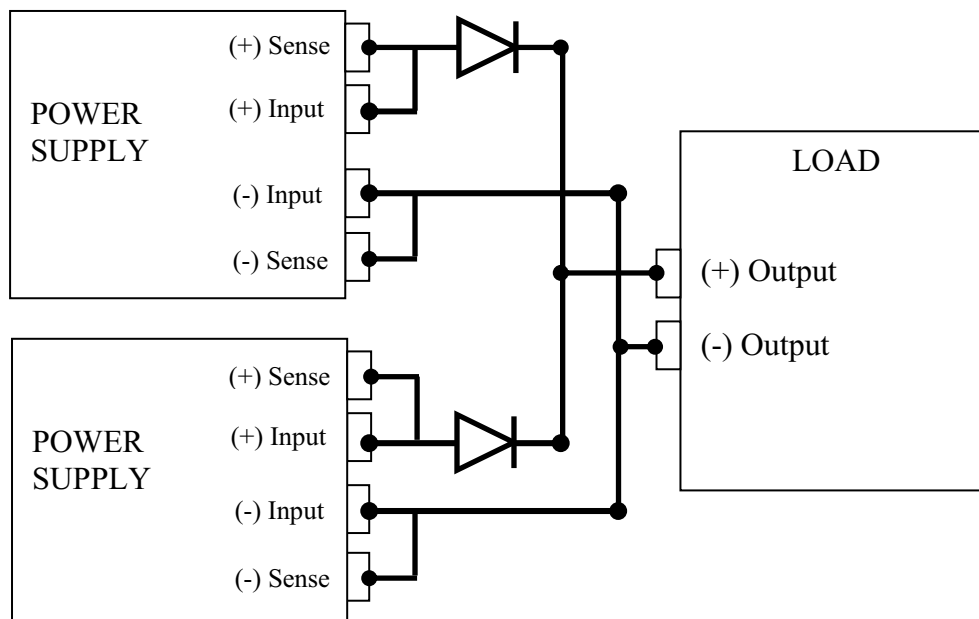 (+) Sense
POWER
SUPPLY
(+) Input
(-) Input
(-) Sense
LOAD
(+) Output
(-) Output
(+) Sense
POWER
SUPPLY
(+) Input
(-) Input
(-) Sense